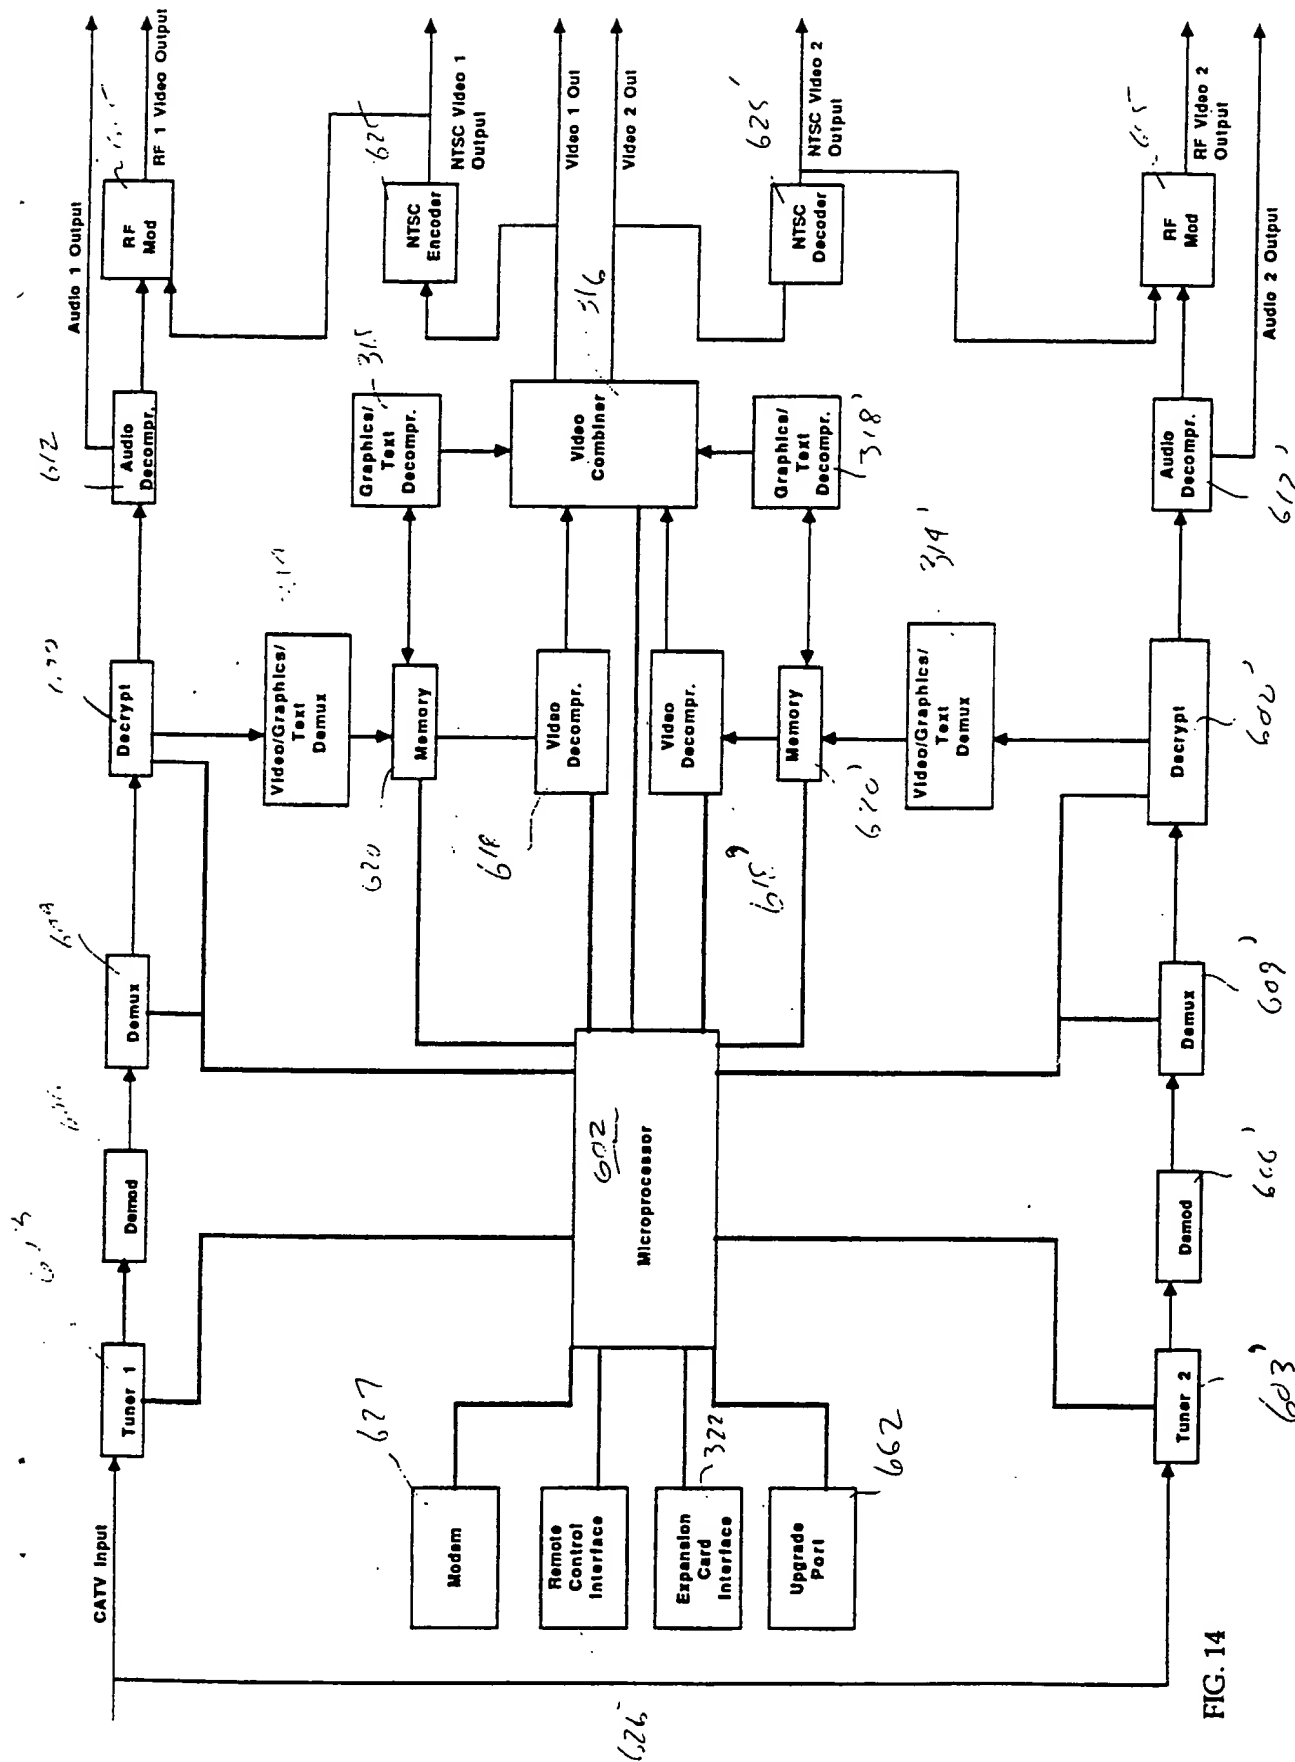 CATV Input
Tuner 1
Demod
Demux
Decrypt
Audio
Decompr.
612
Audio 1 Output
RF
Mod
RF 1 Video Output
Video/Graphics/
Text
Demux
Memory
620
Graphics/
Text
Decompr.
315
NTSC
Encoder
625
NTSC Video 1
Output
Modem
627
Remote
Control
Interface
Expansion
Card
Interface
322
Upgrade
Port
662
Microprocessor
602
Video
Decompr.
618
Video
Decompr.
618'
Video
Combiner
316
Video 1 Out
Video 2 Out
Memory
620'
Graphics/
Text
Decompr.
318'
NTSC
Decoder
625'
NTSC Video 2
Output
Video/Graphics/
Text
Demux
314'
626
Tuner 2
603'
Demod
606'
Demux
609'
Decrypt
602'
Audio
Decompr.
612'
RF
Mod
615
RF Video 2
Output
Audio 2 Output
FIG. 14